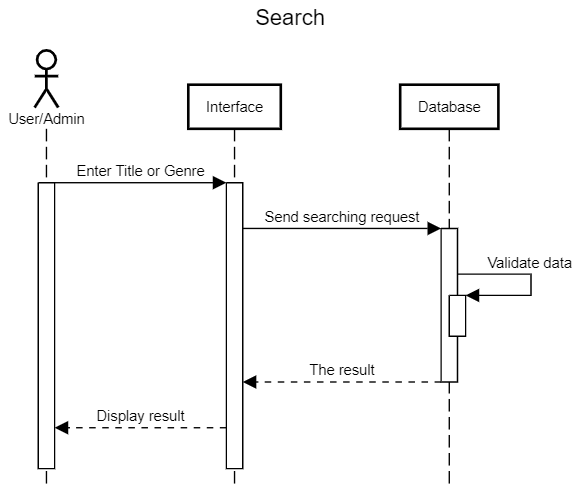 Search
User/Admin
Interface
Database
Enter Title or Genre
Send searching request
Validate data
The result
Display result